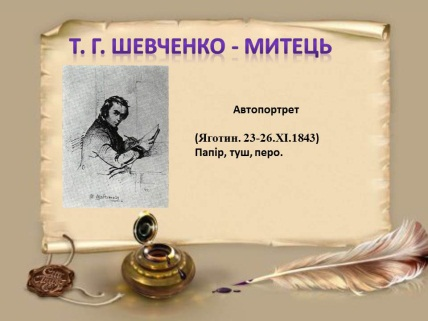 Т. Г. ШЕВЧЕНКО - МИТЕЦЬ
Автопортрет
(Яготин. 23-26.XI.1843)
Папір, туш, перо.